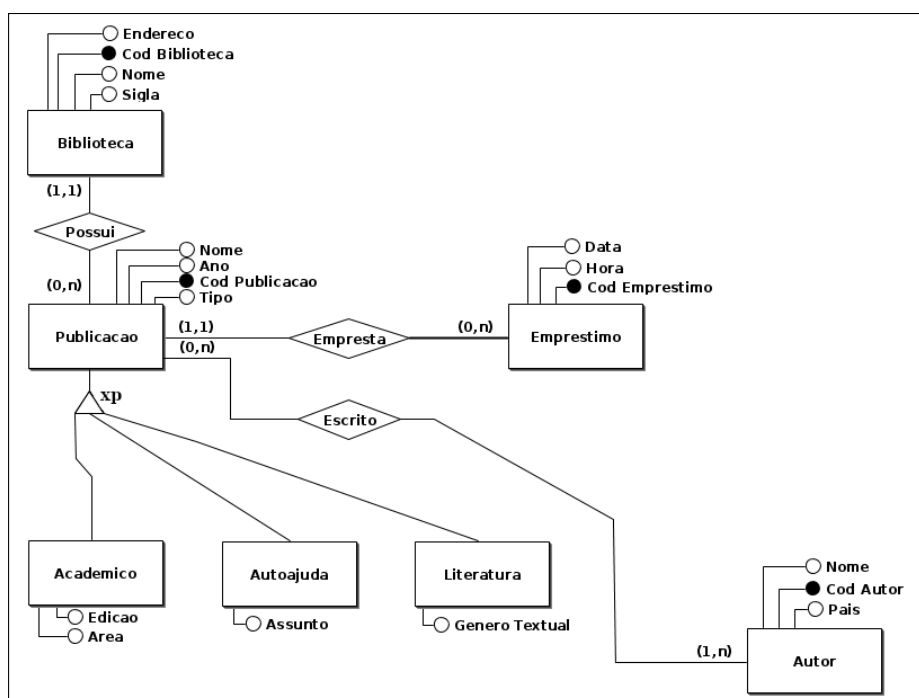 Endereco
Cod Biblioteca
Nome
Sigla
Biblioteca
(1,1)
Possui
(0,n)
Nome
Ano
Cod Publicacao
Tipo
Publicacao
(1,1)
(0,n)
Empresta
(0,n)
Data
Hora
Cod Emprestimo
Emprestimo
xp
Escrito
Academico
Edicao
Area
Autoajuda
Assunto
Literatura
Genero Textual
(1,n)
Nome
Cod Autor
Pais
Autor